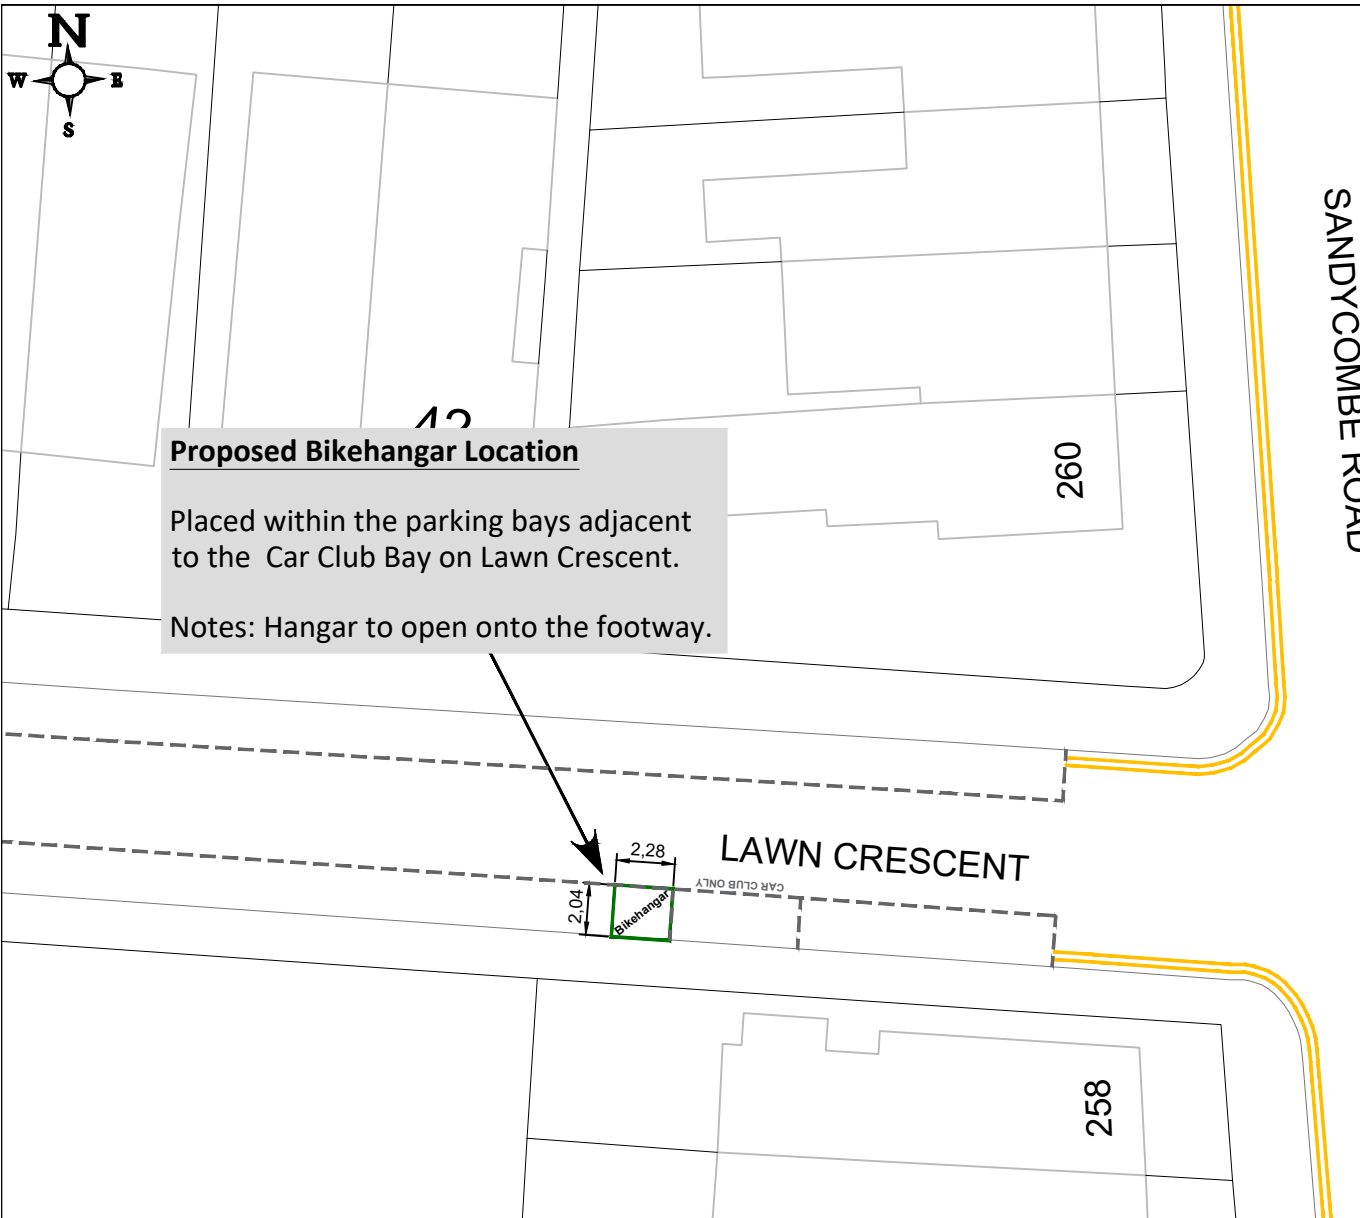 N
W E
S
SANDYCOMBE ROAD
42
Proposed Bikehangar Location
Placed within the parking bays adjacent
to the Car Club Bay on Lawn Crescent.
Notes: Hangar to open onto the footway.
260
2,28
LAWN CRESCENT
CAR CLUB ONLY
2,04
Bikehangar
258